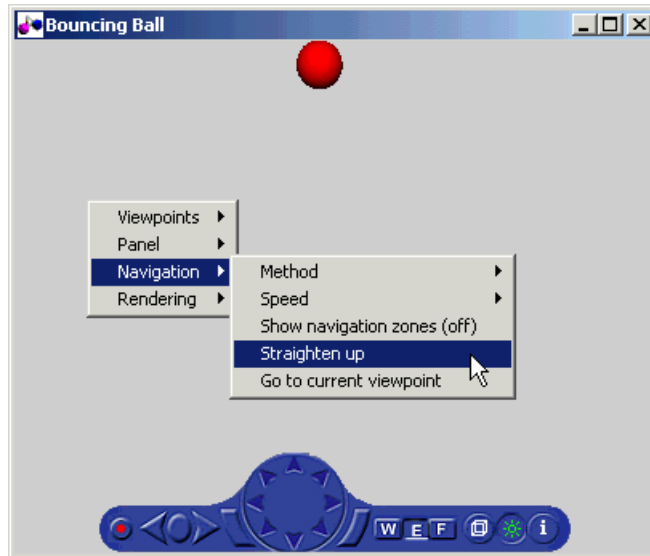 Bouncing Ball
Viewpoints
Panel
Navigation
Rendering
Method
Speed
Show navigation zones (off)
Straighten up
Go to current viewpoint
W E F i